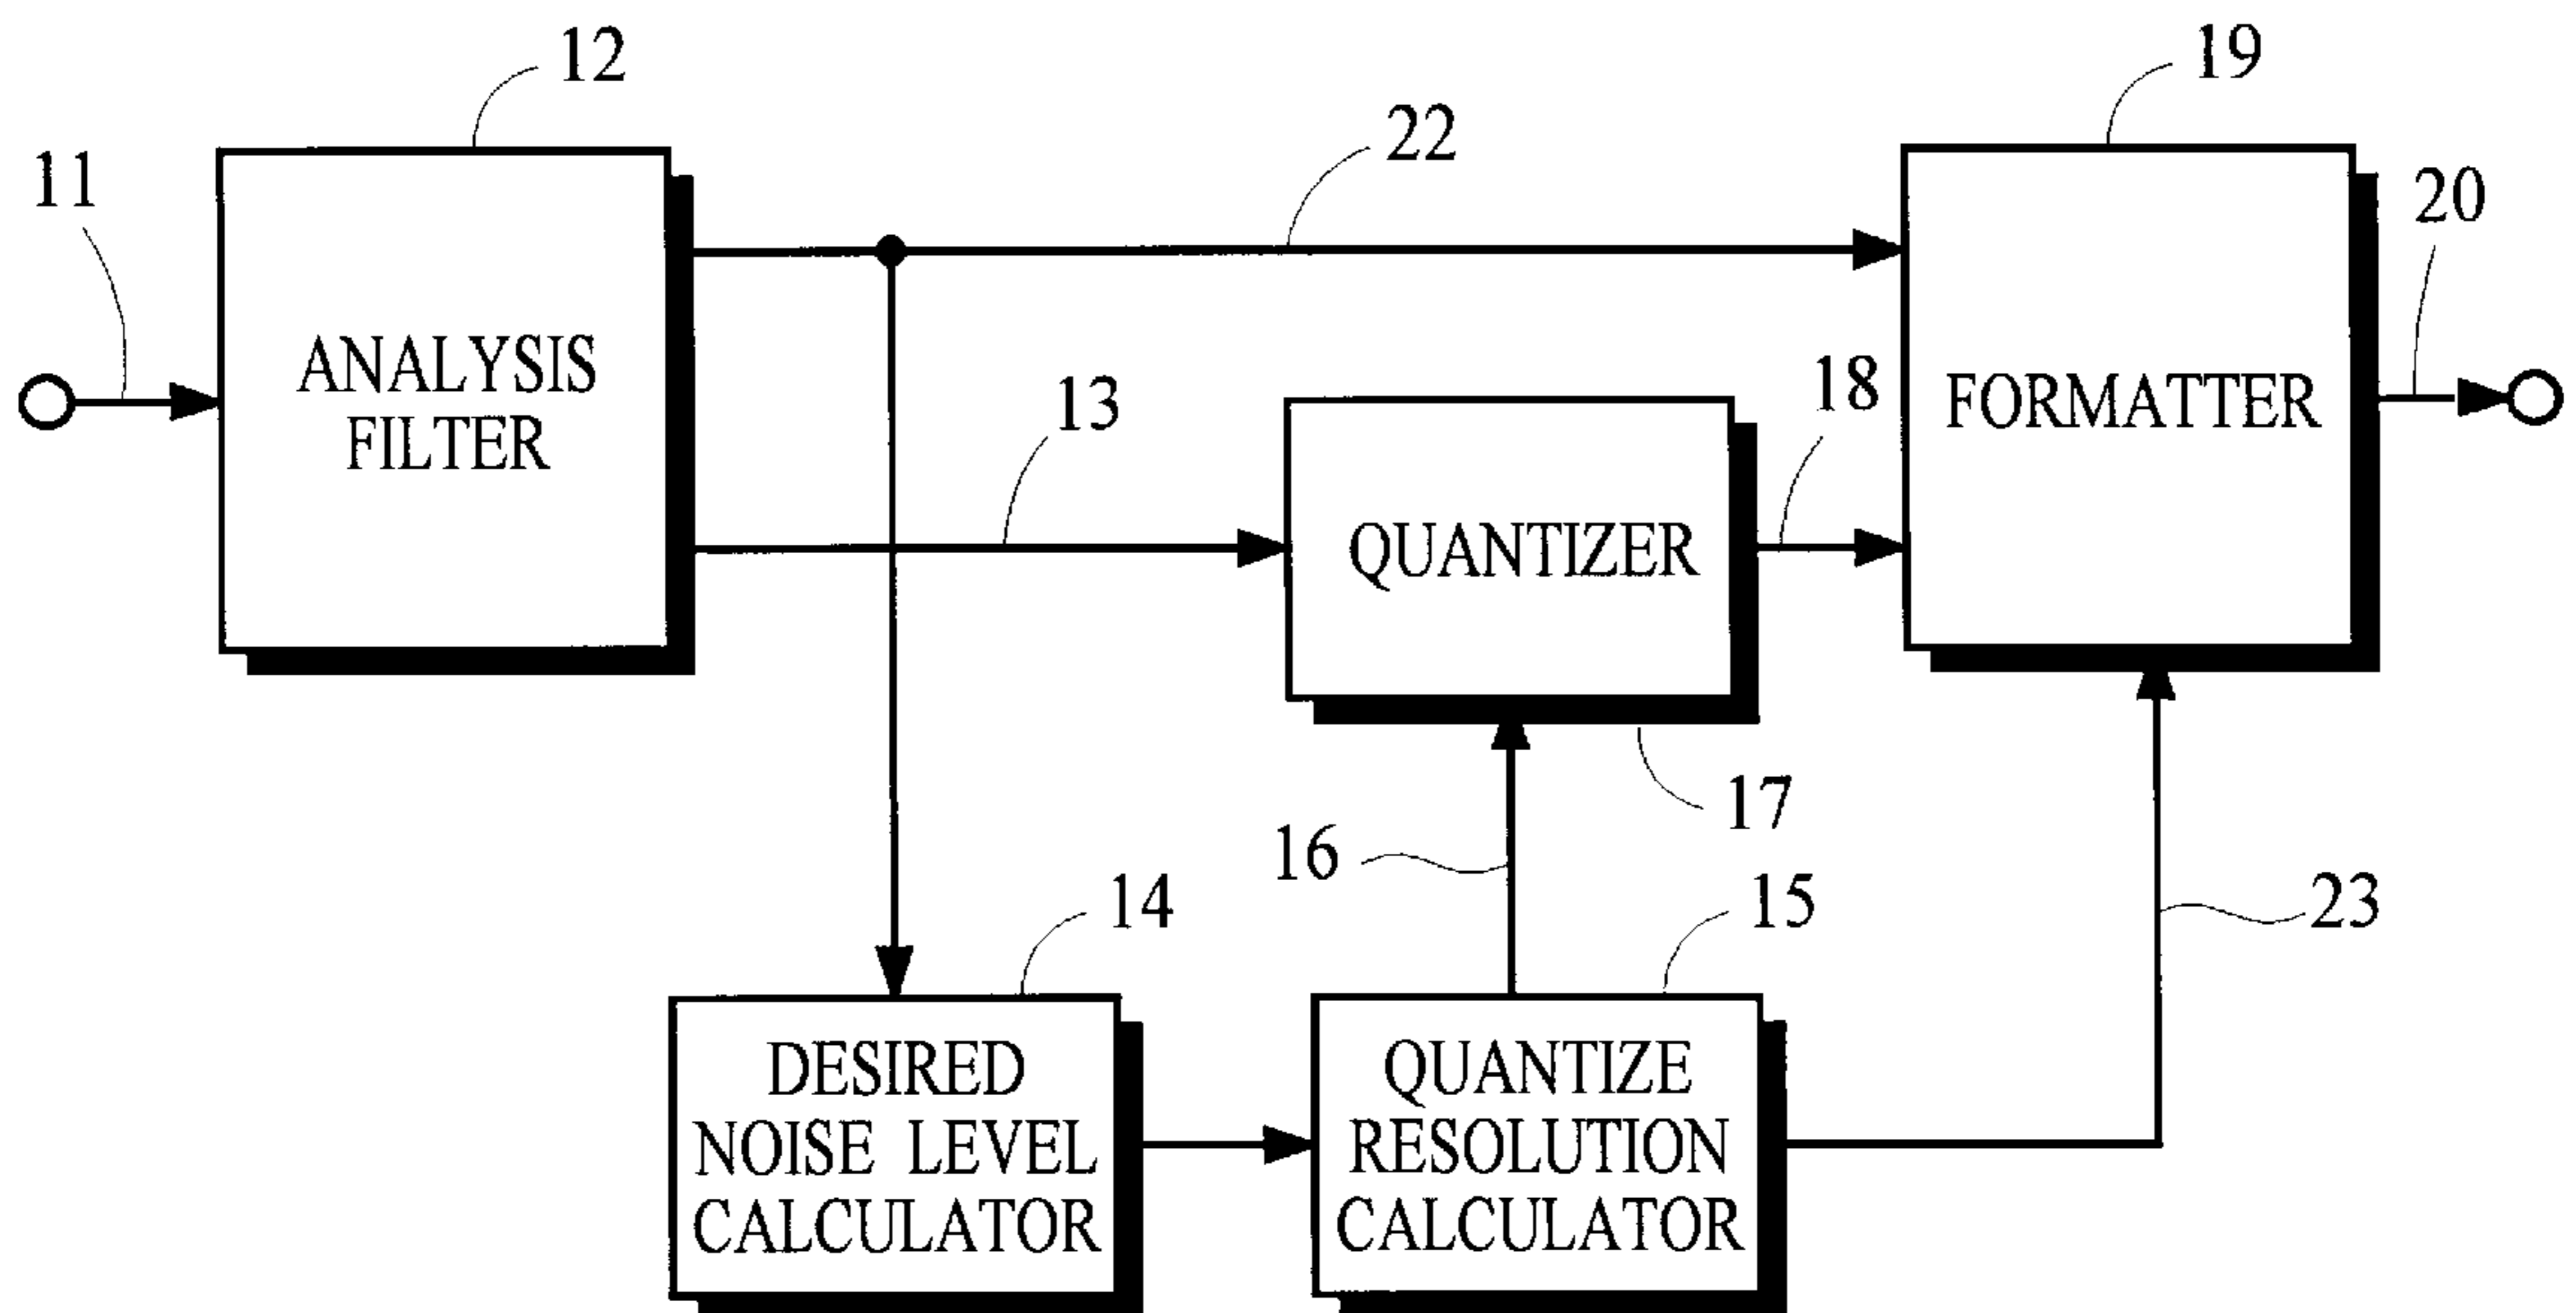 12
19
22
11
20
ANALYSIS
FILTER
13
18
FORMATTER
QUANTIZER
17
16
14
15
23
DESIRED
NOISE LEVEL
CALCULATOR
QUANTIZE
RESOLUTION
CALCULATOR